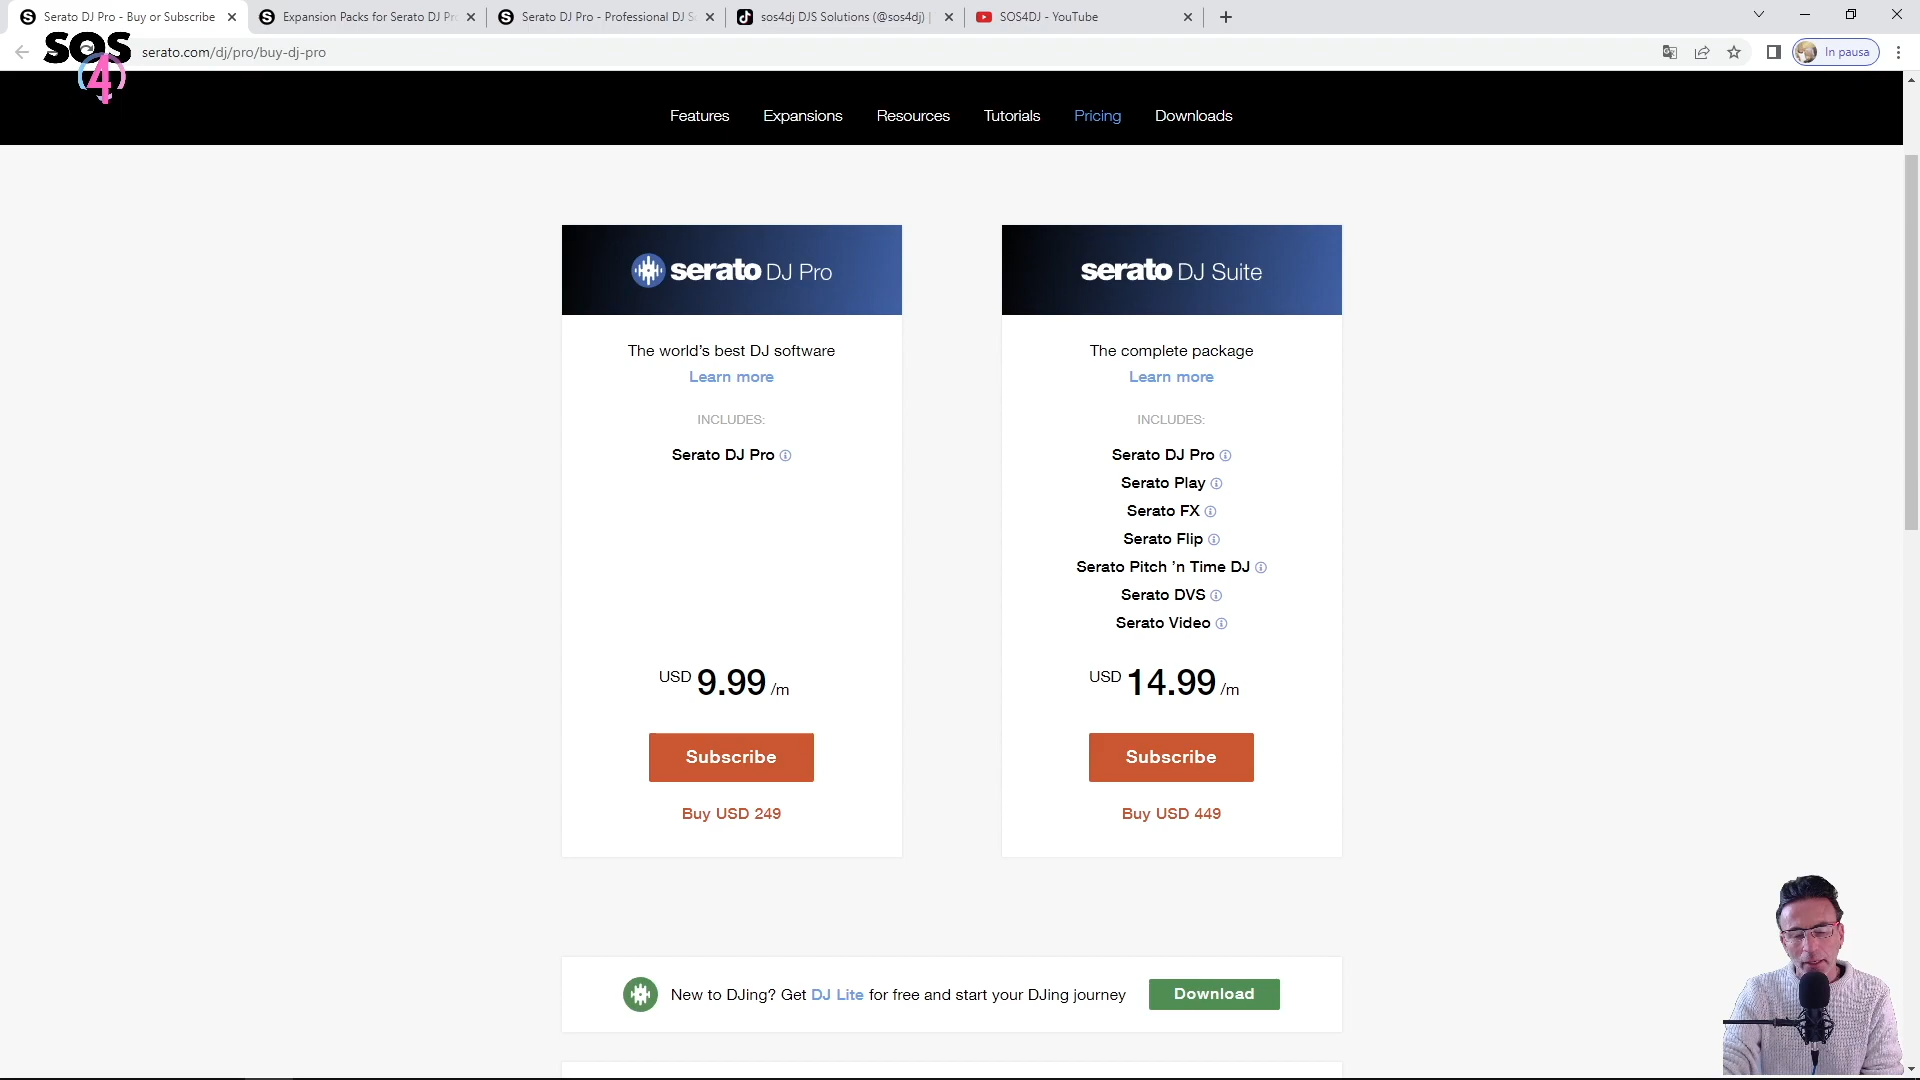 Serato DJ Pro - Buy or Subscribe
Expansion Packs for Serato DJ Pro
Serato DJ Pro - Professional DJ S
sos4dj DJS Solutions (@sos4dj) |
SOS4DJ - YouTube
SOS
4
serato.com/dj/pro/buy-dj-pro
In pausa
Features
Expansions
Resources
Tutorials
Pricing
Downloads
serato DJ Pro
The world's best DJ software
Learn more
INCLUDES:
Serato DJ Pro
USD 9.99 /m
Subscribe
Buy USD 249
serato DJ Suite
The complete package
Learn more
INCLUDES:
Serato DJ Pro
Serato Play
Serato FX
Serato Flip
Serato Pitch 'n Time DJ
Serato DVS
Serato Video
USD 14.99 /m
Subscribe
Buy USD 449
New to DJing? Get DJ Lite for free and start your DJing journey
Download